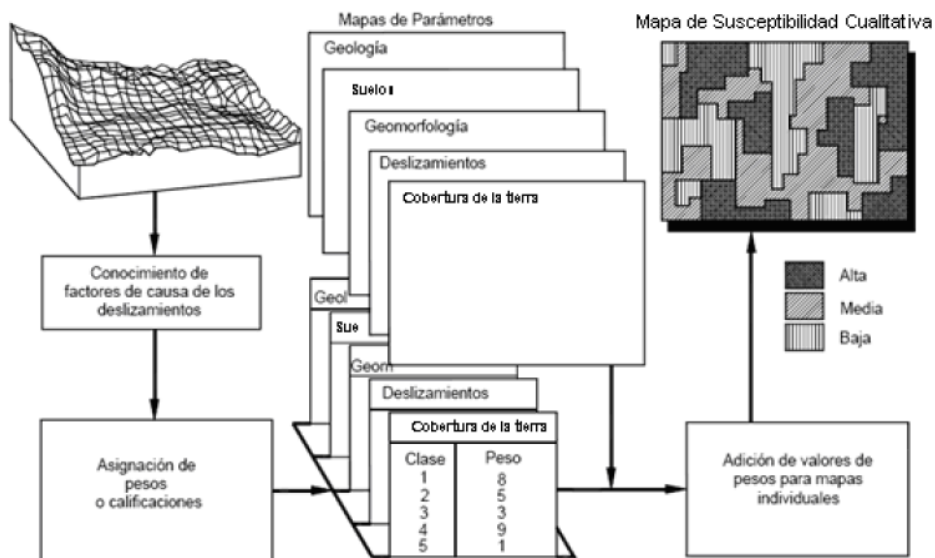 Mapas de Parámetros
Mapa de Susceptibilidad Cualitativa
Geología
Suelos
Geomorfología
Deslizamientos
Cobertura de la tierra
Conocimiento de
factores de causa de los
deslizamientos
Geol
Sue
Geom
Deslizamientos
Cobertura de la tierra
Clase Peso
1 8
2 5
3 3
4 9
5 1
Asignación de
pesos
o calificaciones
Alta
Media
Baja
Adición de valores de
pesos para mapas
individuales